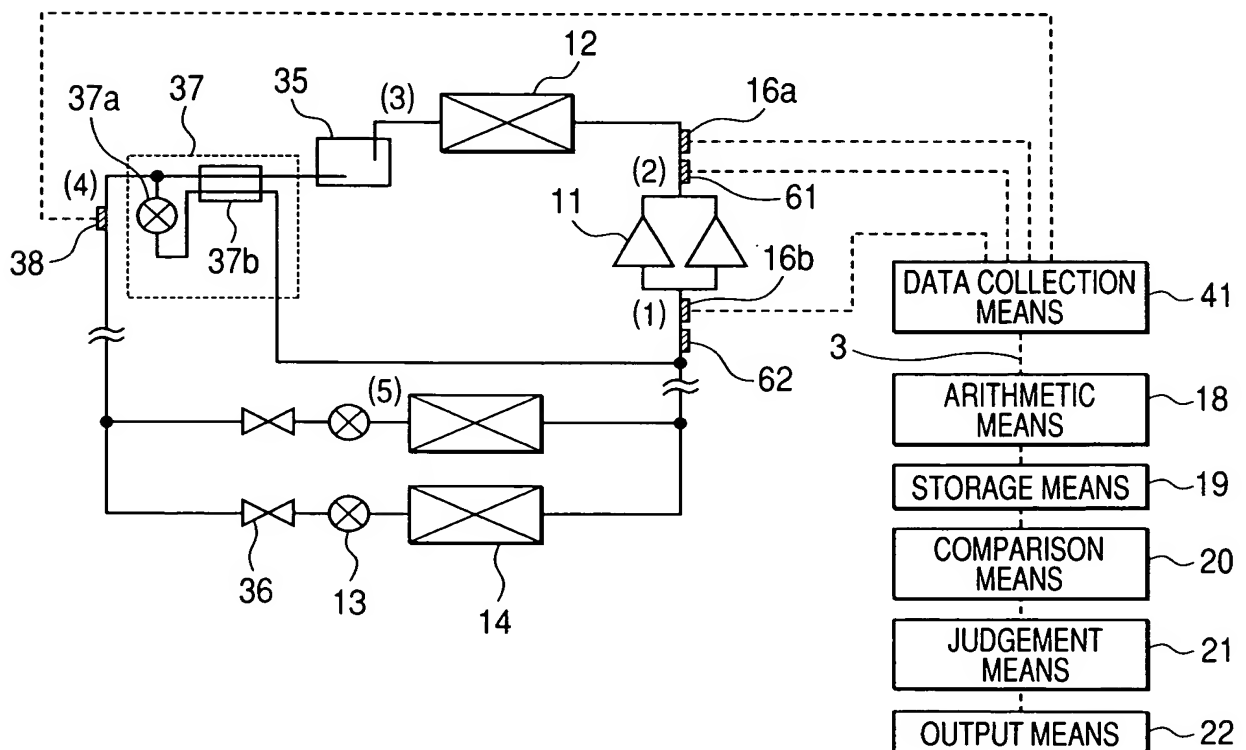 12
35
37
(3)
16a
37a
(4)
(2)
61
11
38
37b
16b
DATA COLLECTION
MEANS
41
(1)
3
62
ARITHMETIC
MEANS
18
(5)
STORAGE MEANS
19
COMPARISON
MEANS
20
36
13
14
JUDGEMENT
MEANS
21
OUTPUT MEANS
22